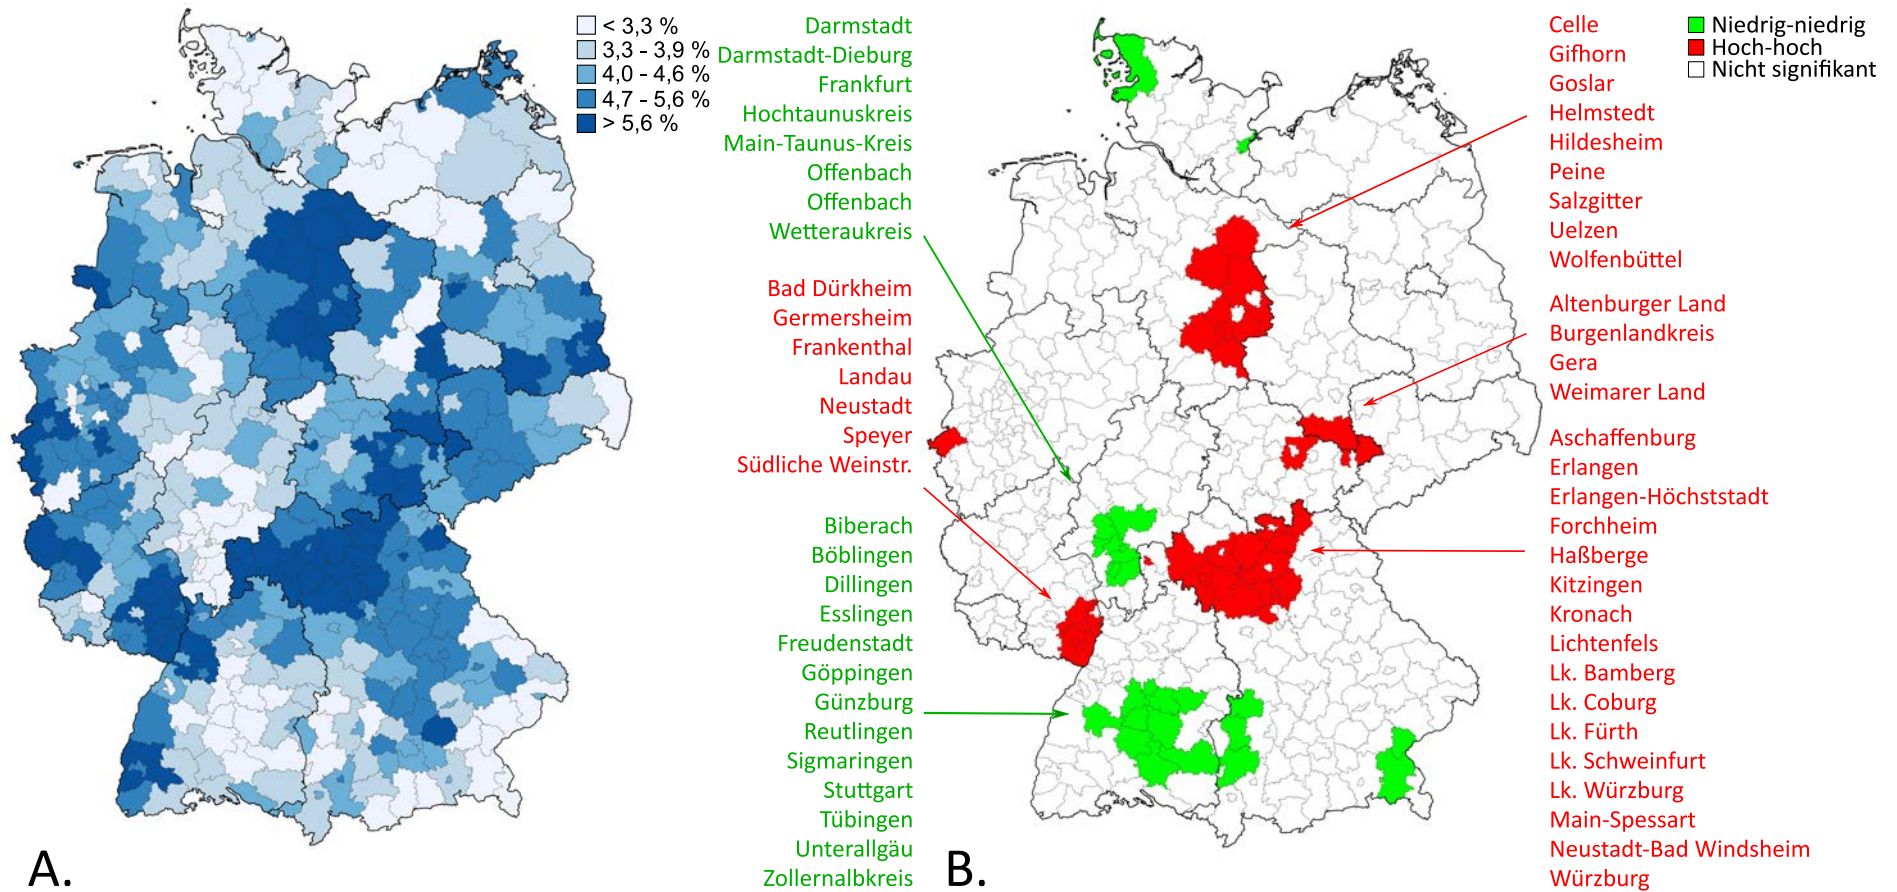 < 3,3 %
3,3 - 3,9 %
4,0 - 4,6 %
4,7 - 5,6 %
> 5,6 %
A.
Darmstadt
Darmstadt-Dieburg
Frankfurt
Hochtaunuskreis
Main-Taunus-Kreis
Offenbach
Offenbach
Wetteraukreis
Bad Dürkheim
Germersheim
Frankenthal
Landau
Neustadt
Speyer
Südliche Weinstr.
Biberach
Böblingen
Dillingen
Esslingen
Freudenstadt
Göppingen
Günzburg
Reutlingen
Sigmaringen
Stuttgart
Tübingen
Unterallgäu
Zollernalbkreis
B.
Celle
Gifhorn
Goslar
Helmstedt
Hildesheim
Peine
Salzgitter
Uelzen
Wolfenbüttel
Altenburger Land
Burgenlandkreis
Gera
Weimarer Land
Aschaffenburg
Erlangen
Erlangen-Höchststadt
Forchheim
Haßberge
Kitzingen
Kronach
Lichtenfels
Lk. Bamberg
Lk. Coburg
Lk. Fürth
Lk. Schweinfurt
Lk. Würzburg
Main-Spessart
Neustadt-Bad Windsheim
Würzburg
Niedrig-niedrig
Hoch-hoch
Nicht signifikant